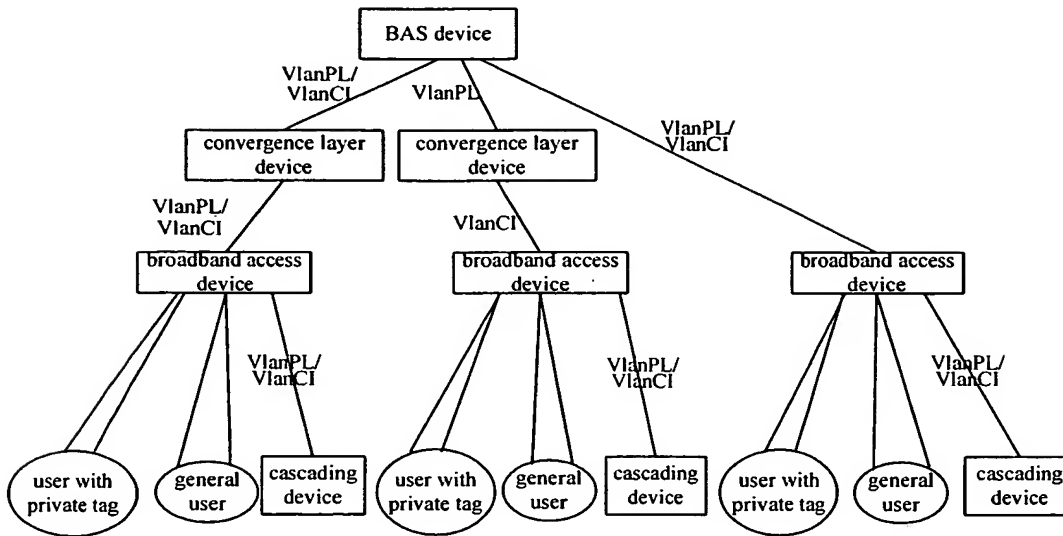 BAS device
VlanPL/
VlanCI
VlanPL
VlanPL/
VlanCI
convergence layer
device
convergence layer
device
VlanPL/
VlanCI
VlanCI
broadband access
device
broadband access
device
broadband access
device
VlanPL/
VlanCI
VlanPL/
VlanCI
VlanPL/
VlanCI
user with
private tag
general
user
cascading
device
user with
private tag
general
user
cascading
device
user with
private tag
general
user
cascading
device